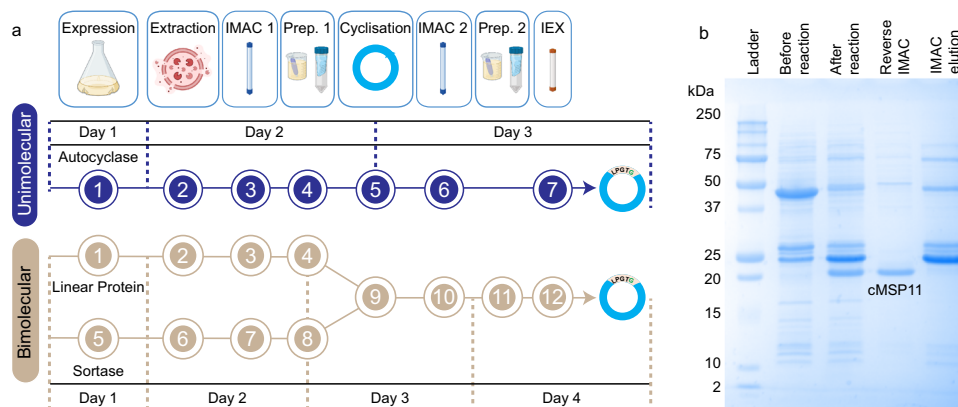 a
Expression
Extraction
IMAC 1
Prep. 1
Cyclisation
IMAC 2
Prep. 2
IEX
Unimolecular
Day 1
Day 2
Day 3
Autocyclase
1
2
3
4
5
6
7
LPGTG
Bimolecular
1
2
3
4
Linear Protein
9
10
11
12
LPGTG
5
6
7
8
Sortase
Day 1
Day 2
Day 3
Day 4
b
Ladder
Before
reaction
After
reaction
Reverse
IMAC
IMAC
elution
kDa
250
75
50
37
25
20
15
10
2
cMSP11